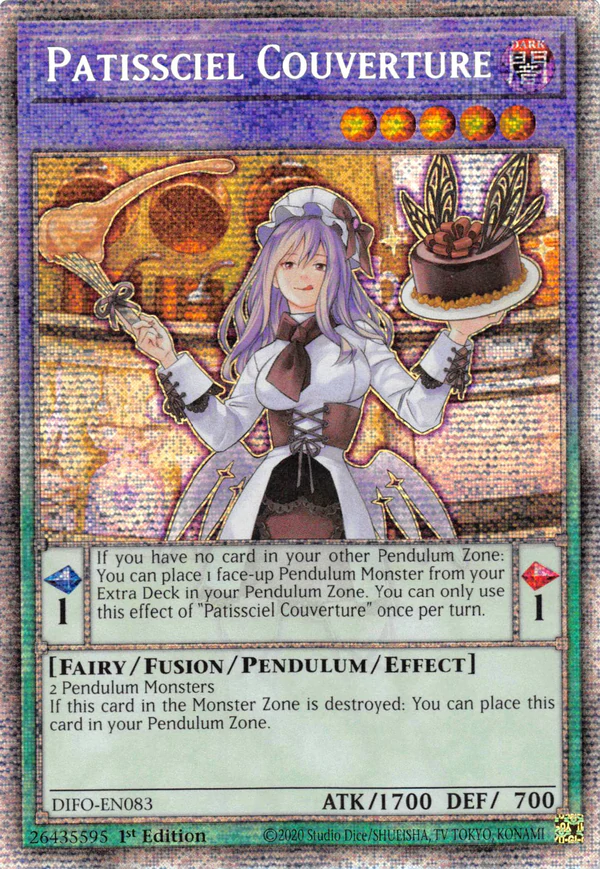 Patissciel Couverture
DARK
闇
If you have no card in your other Pendulum Zone:
You can place 1 face-up Pendulum Monster from your
Extra Deck in your Pendulum Zone. You can only use
this effect of "Patissciel Couverture" once per turn.
1
1
[Fairy/Fusion/Pendulum/Effect]
2 Pendulum Monsters
If this card in the Monster Zone is destroyed: You can place this
card in your Pendulum Zone.
DIFO-EN083
ATK/1700 DEF/ 700
26435595 1st Edition
©2020 Studio Dice/SHUEISHA, TV TOKYO, KONAMI